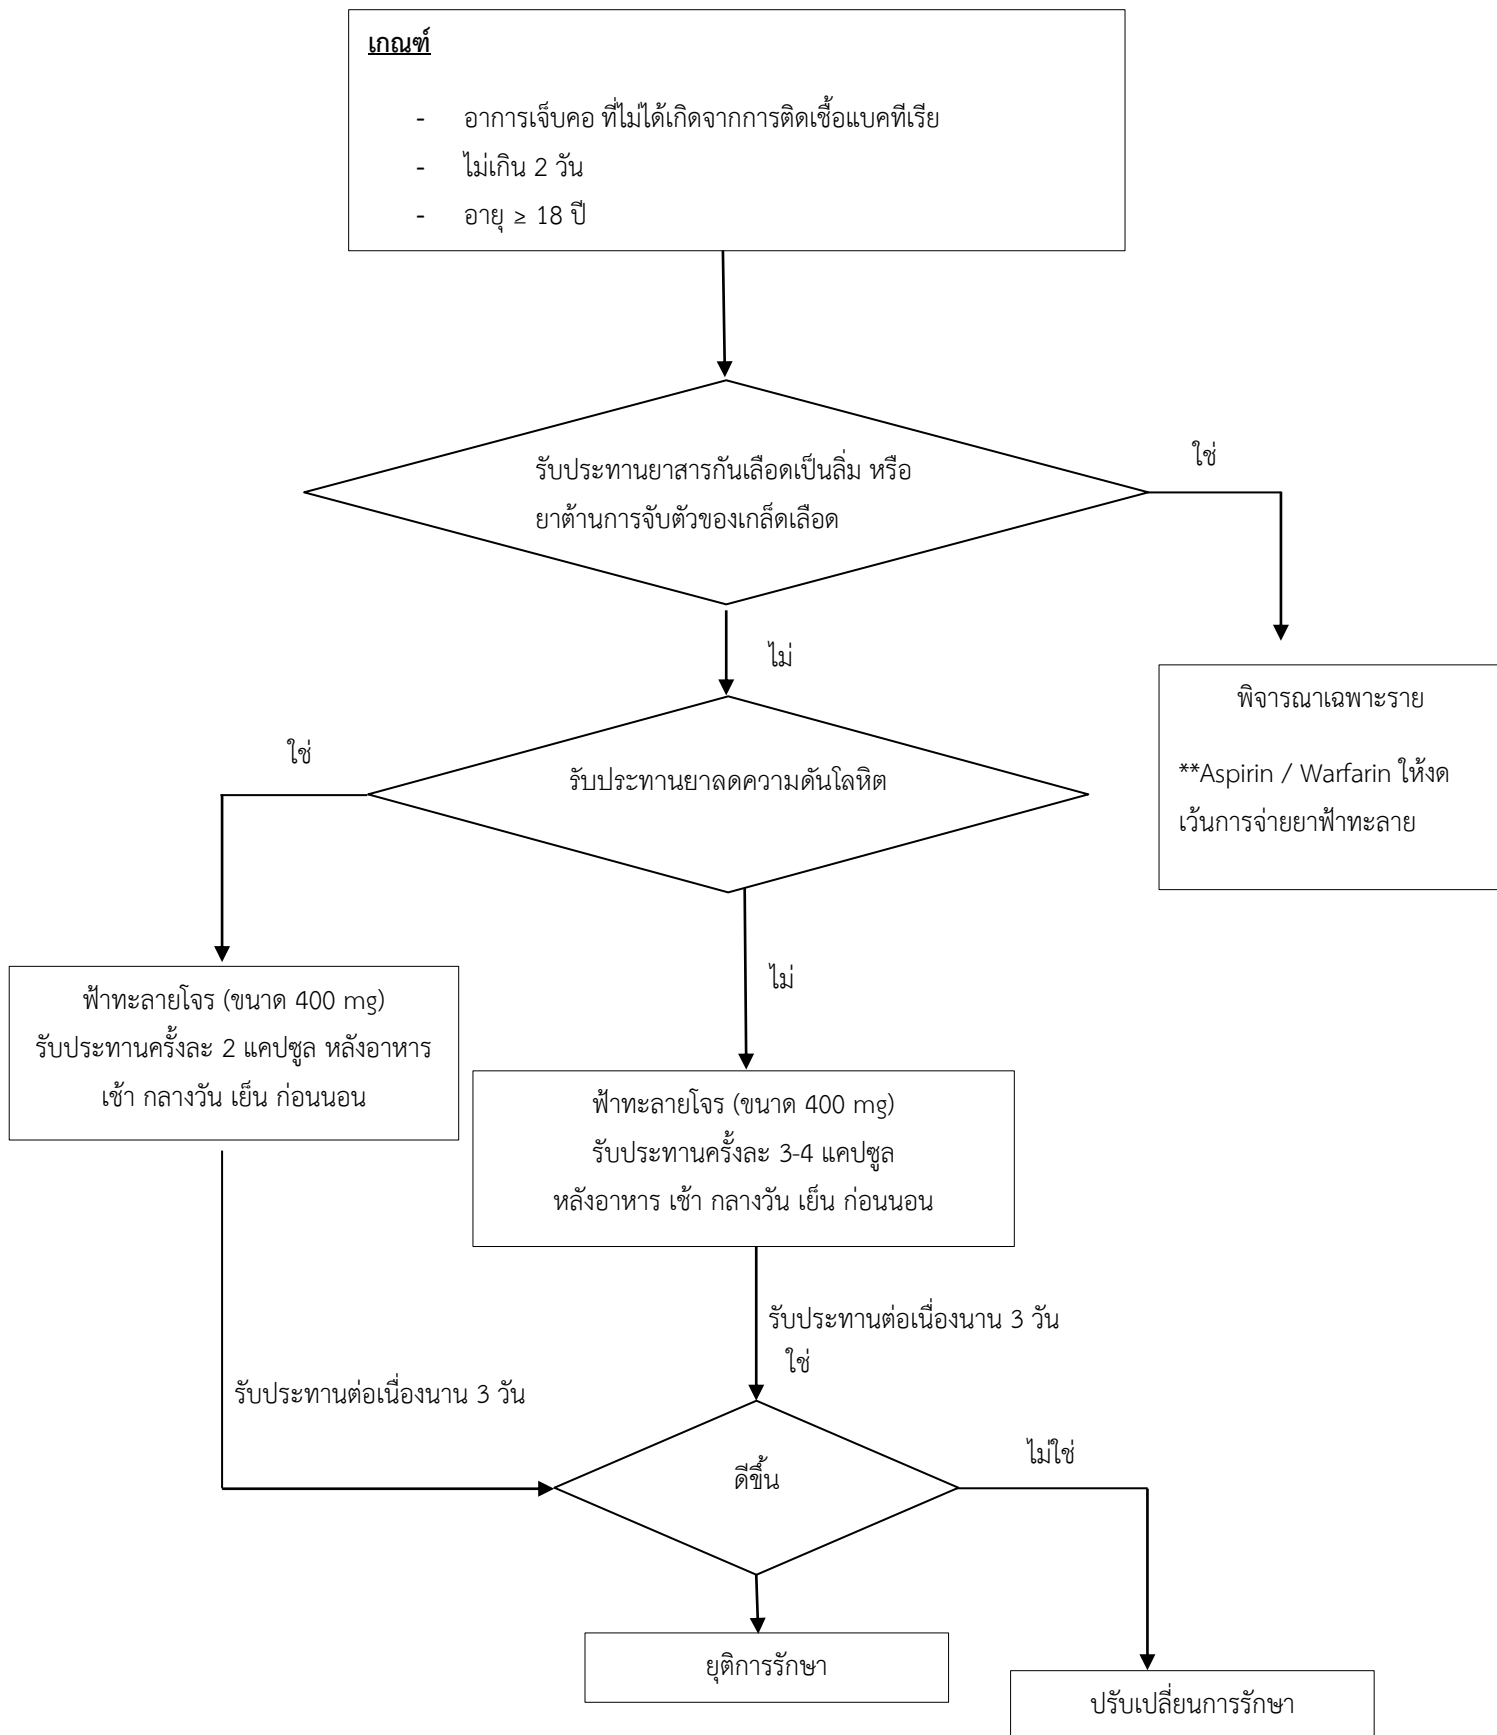 เกณฑ์
- อาการเจ็บคอ ที่ไม่ได้เกิดจากการติดเชื้อแบคทีเรีย
- ไม่เกิน 2 วัน
- อายุ ≥ 18 ปี
ใช่
รับประทานยาสารกันเลือดเป็นลิ่ม หรือ
ยาต้านการจับตัวของเกล็ดเลือด
ไม่
พิจารณาเฉพาะราย
**Aspirin / Warfarin ให้งด
เว้นการจ่ายยาฟ้าทะลาย
ใช่
รับประทานยาลดความดันโลหิต
ไม่
ฟ้าทะลายโจร (ขนาด 400 mg)
รับประทานครั้งละ 2 แคปซูล หลังอาหาร
เช้า กลางวัน เย็น ก่อนนอน
ฟ้าทะลายโจร (ขนาด 400 mg)
รับประทานครั้งละ 3-4 แคปซูล
หลังอาหาร เช้า กลางวัน เย็น ก่อนนอน
รับประทานต่อเนื่องนาน 3 วัน
ใช่
รับประทานต่อเนื่องนาน 3 วัน
ไม่ใช่
ดีขึ้น
ยุติการรักษา
ปรับเปลี่ยนการรักษา